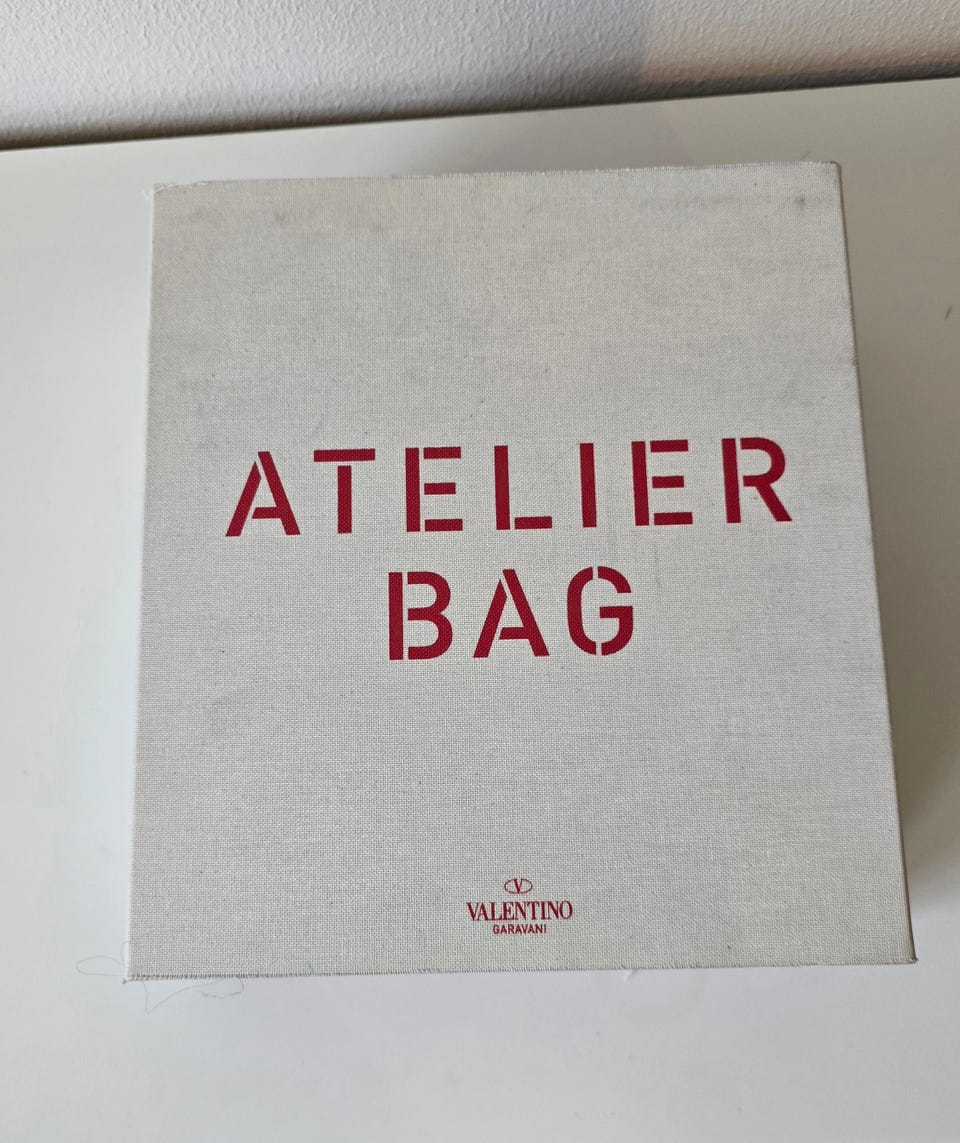 ATELIER
BAG
V
VALENTINO
GARAVANI